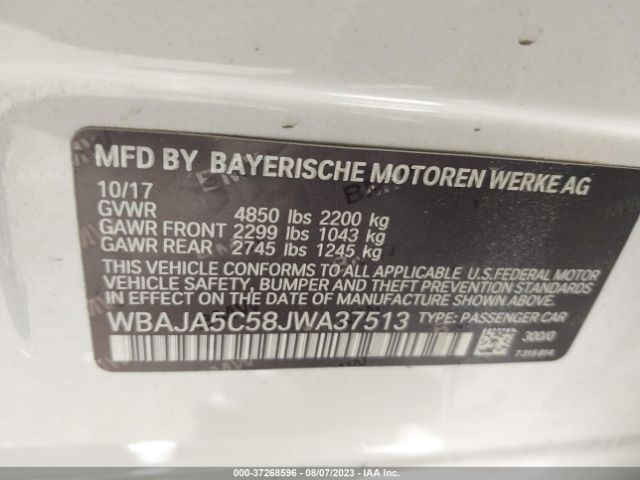 MFD BY BAYERISCHE MOTOREN WERKE AG
10/17
GVWR 4850 lbs 2200 kg
GAWR FRONT 2299 lbs 1043 kg
GAWR REAR 2745 lbs 1245 kg
THIS VEHICLE CONFORMS TO ALL APPLICABLE U.S.FEDERAL MOTOR
VEHICLE SAFETY, BUMPER, AND THEFT PREVENTION STANDARDS
IN EFFECT ON THE DATE OF MANUFACTURE SHOWN ABOVE.
WBAJA5C58JWA37513 TYPE: PASSENGER CAR
300/0
7-315-814
000-37268596 - 08/07/2023 - © IAA Inc.